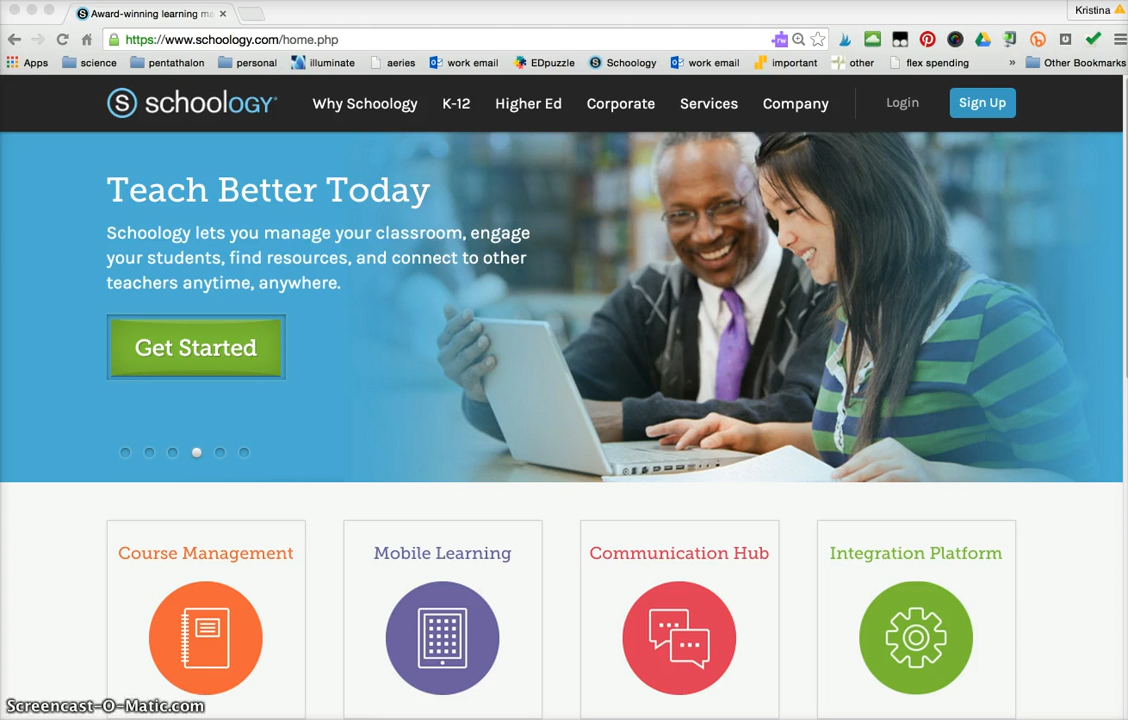 Award-winning learning ma
Kristina
https://www.schoology.com/home.php
Apps science pentathalon personal illuminate aeries work email EDpuzzle Schoology work email important other flex spending » Other Bookmarks
S schoology Why Schoology K-12 Higher Ed Corporate Services Company Login Sign Up
Teach Better Today
Schoology lets you manage your classroom, engage
your students, find resources, and connect to other
teachers anytime, anywhere.
Get Started
Course Management Mobile Learning Communication Hub Integration Platform
Screencast-O-Matic.com